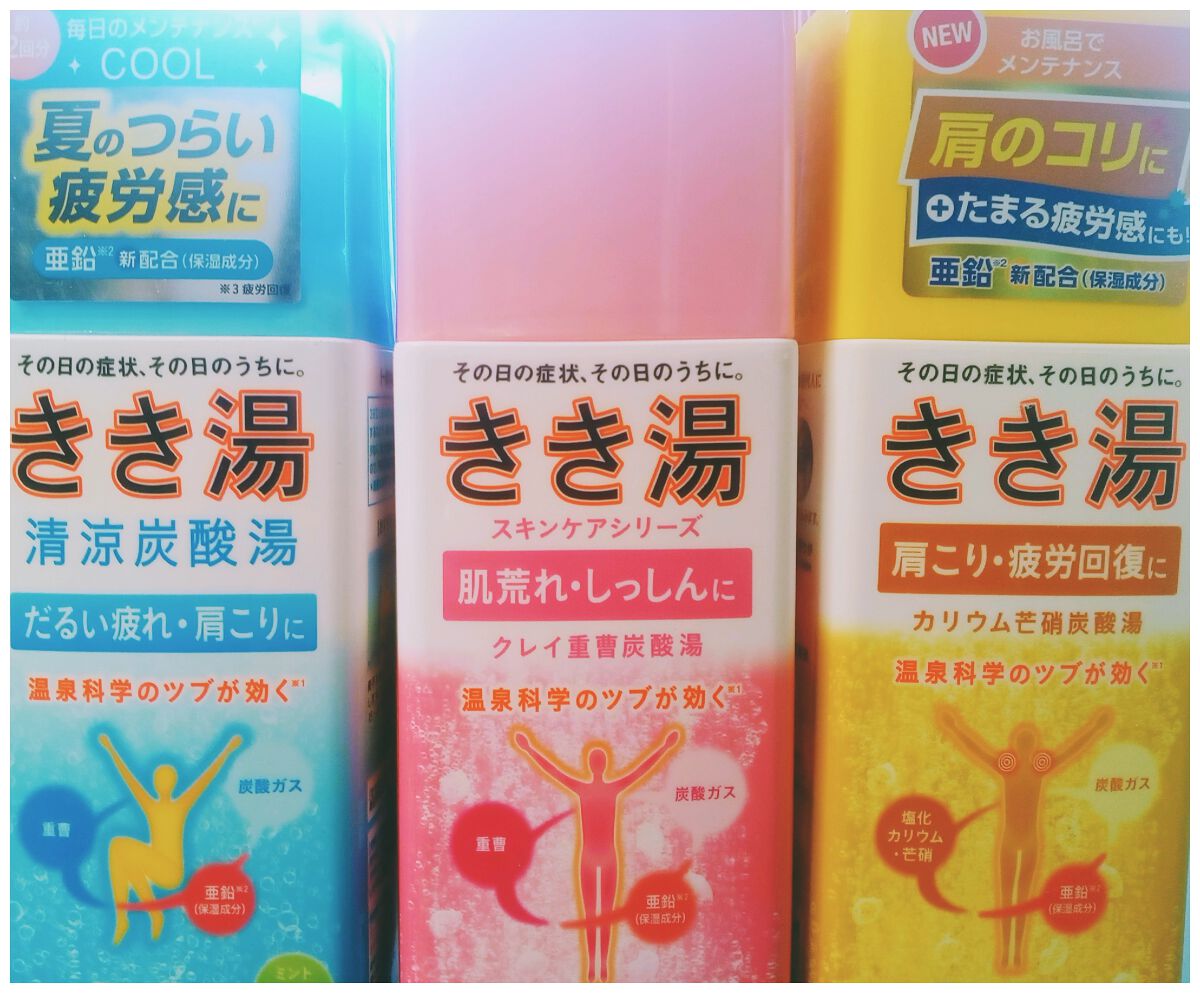 約
2回分
毎日のメンテナンス
COOL
夏のつらい
疲労感に
亜鉛※2 新配合(保湿成分)
※3 疲労回復
その日の症状、その日のうちに。
きき湯
清涼炭酸湯
だるい疲れ・肩こりに
温泉科学のツブが効く※1
炭酸ガス
重曹
亜鉛※2
(保湿成分)
ミント
その日の症状、その日のうちに。
きき湯
スキンケアシリーズ
肌荒れ・しっしんに
クレイ重曹炭酸湯
温泉科学のツブが効く※1
炭酸ガス
重曹
亜鉛※2
(保湿成分)
NEW
お風呂で
メンテナンス
肩のコリに
+たまる疲労感にも!
亜鉛※2 新配合(保湿成分)
その日の症状、その日のうちに。
きき湯
肩こり・疲労回復に
カリウム芒硝炭酸湯
温泉科学のツブが効く※1
炭酸ガス
塩化
カリウム
・芒硝
亜鉛※2
(保湿成分)